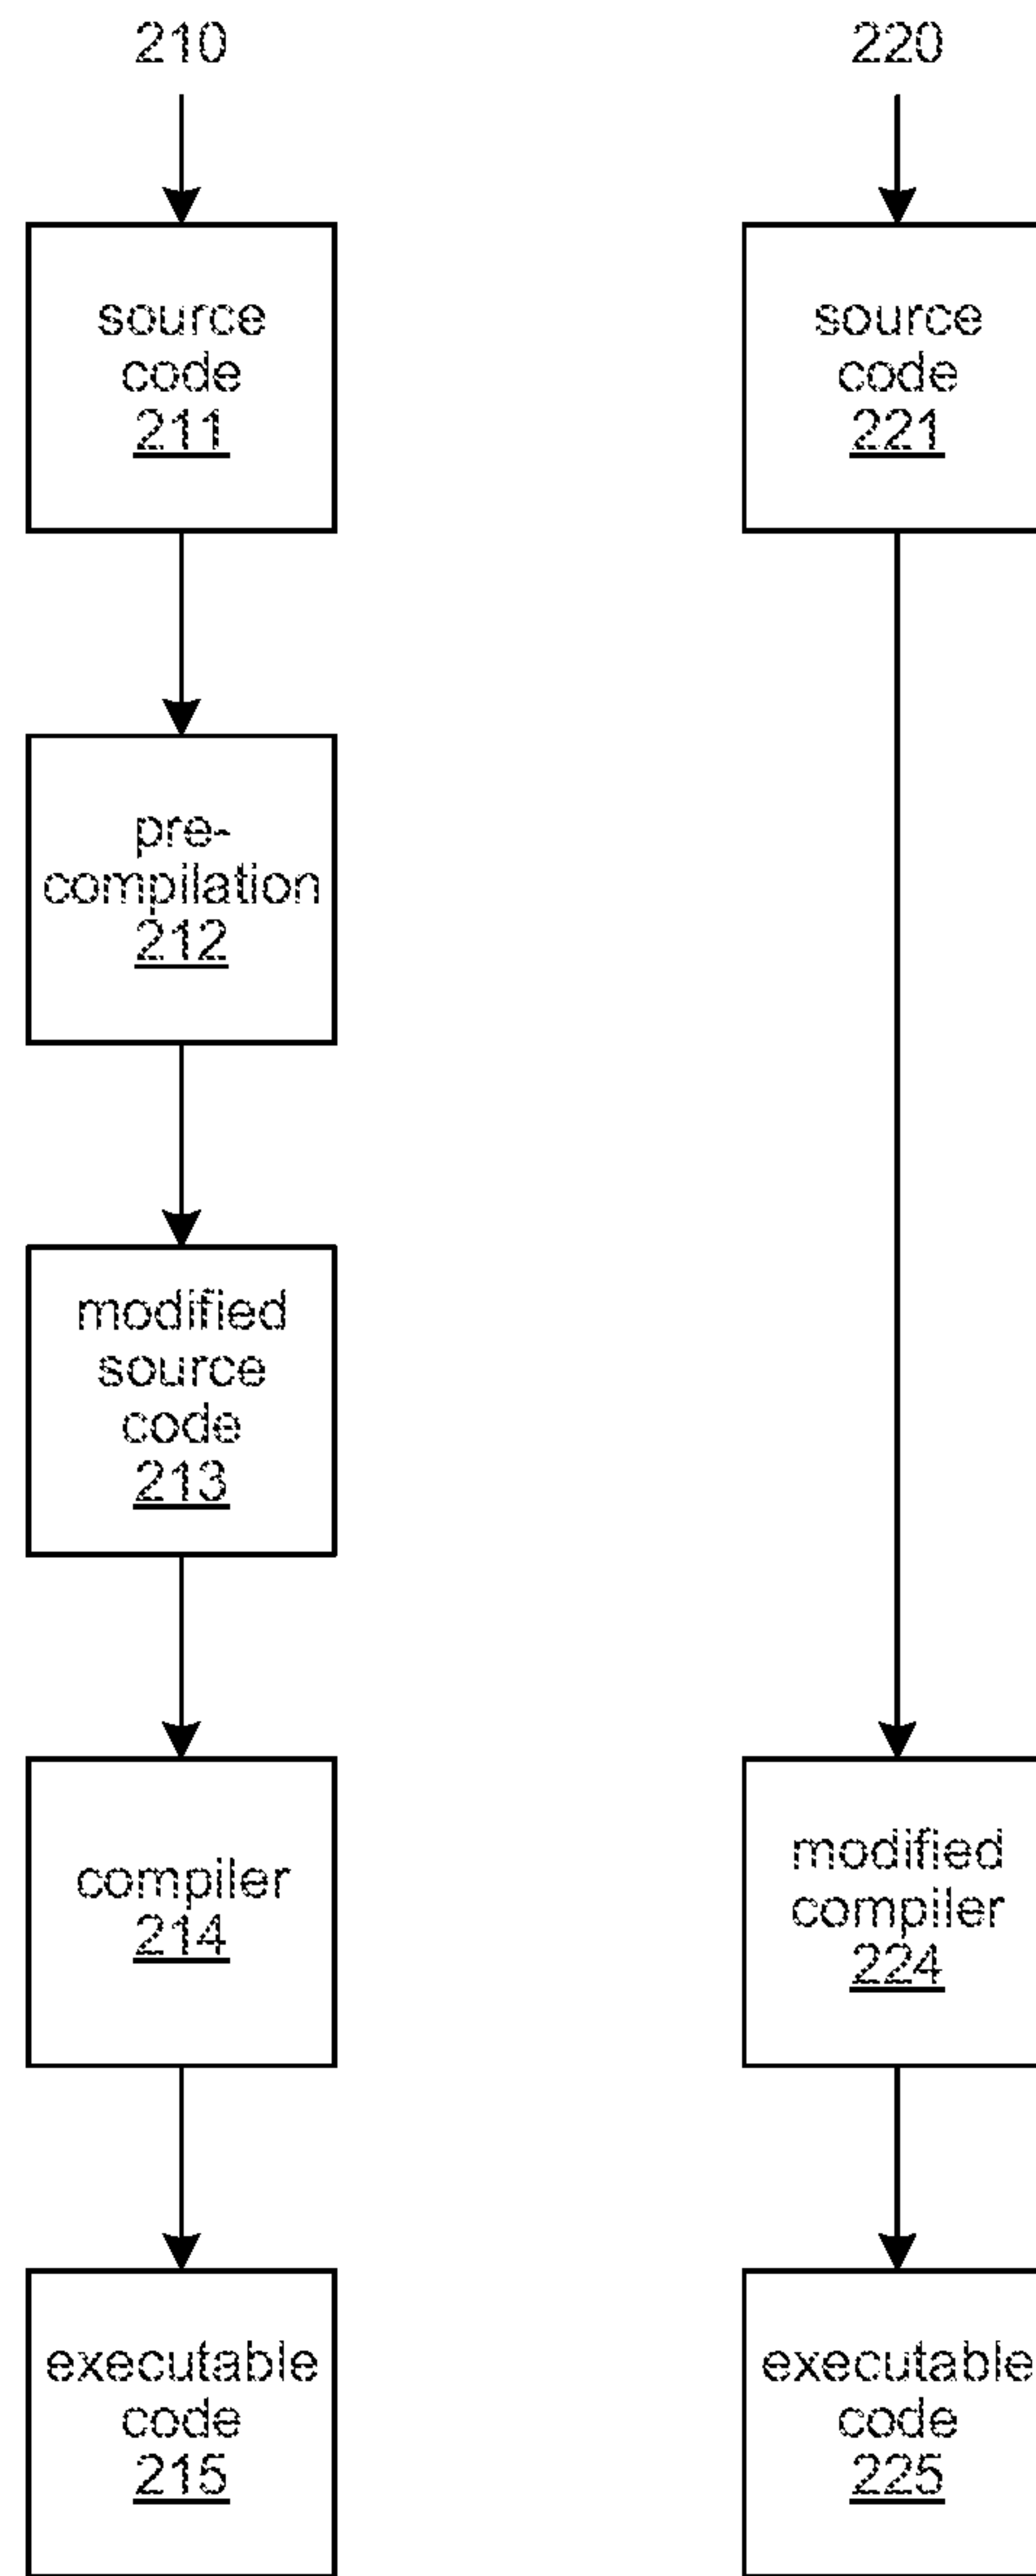 210
source
code
211
pre-
compilation
212
modified
source
code
213
compiler
214
executable
code
215
220
source
code
221
modified
compiler
224
executable
code
225